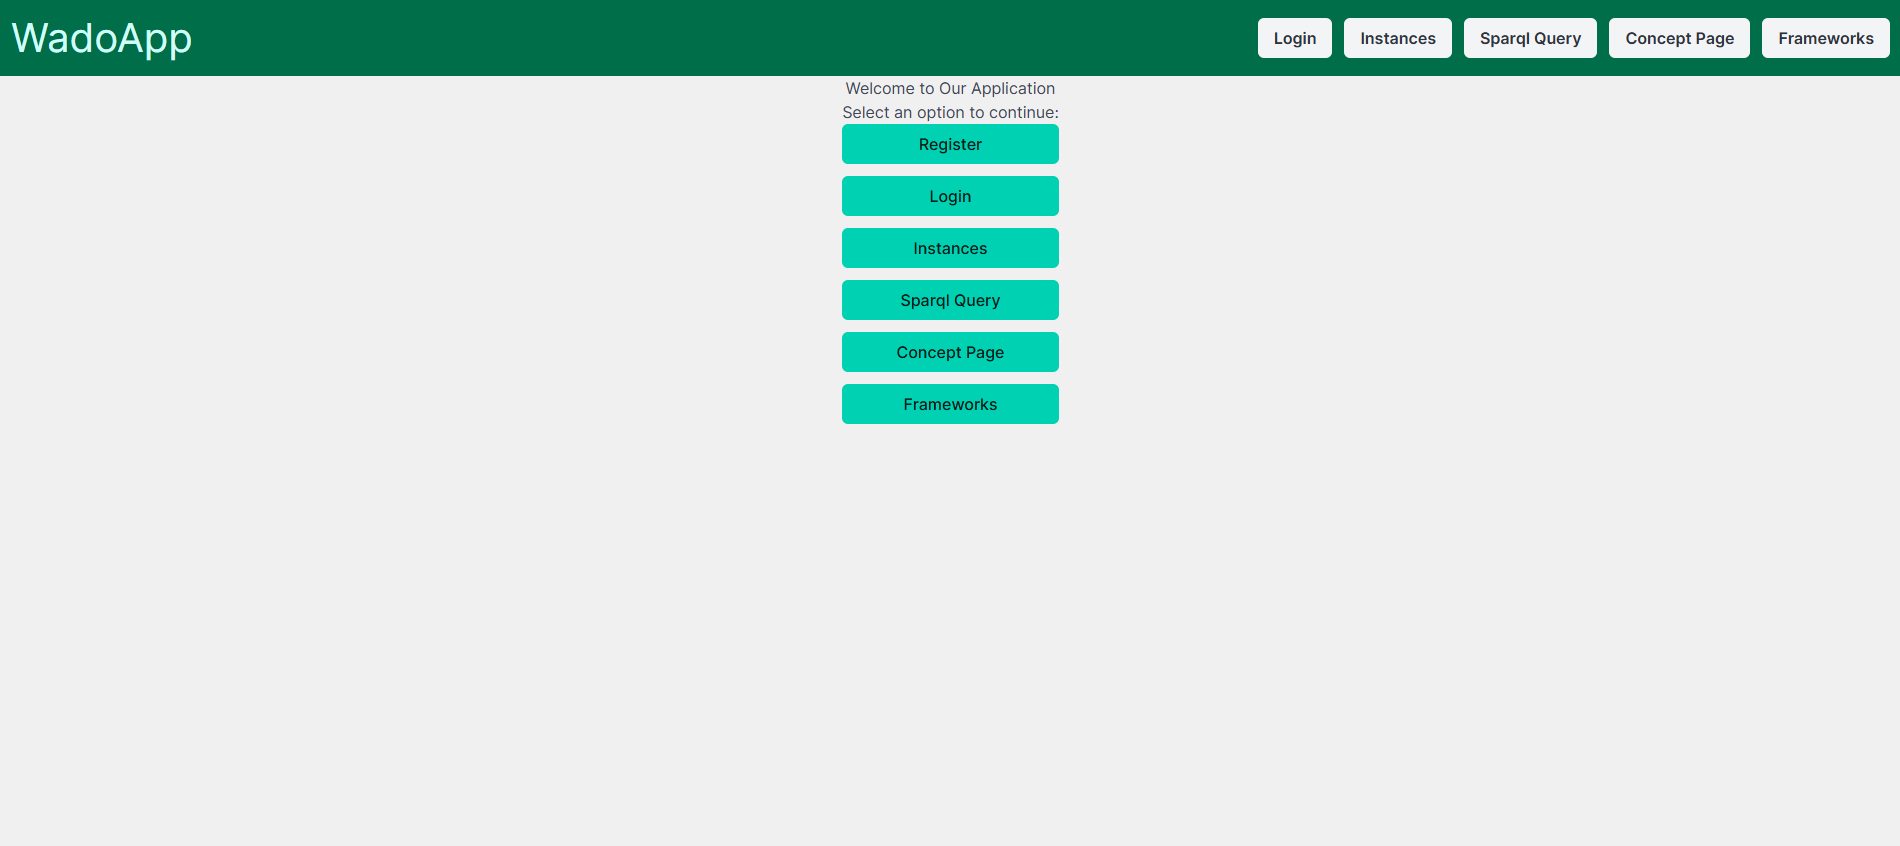 WadoApp
Login
Instances
Sparql Query
Concept Page
Frameworks
Welcome to Our Application
Select an option to continue:
Register
Login
Instances
Sparql Query
Concept Page
Frameworks